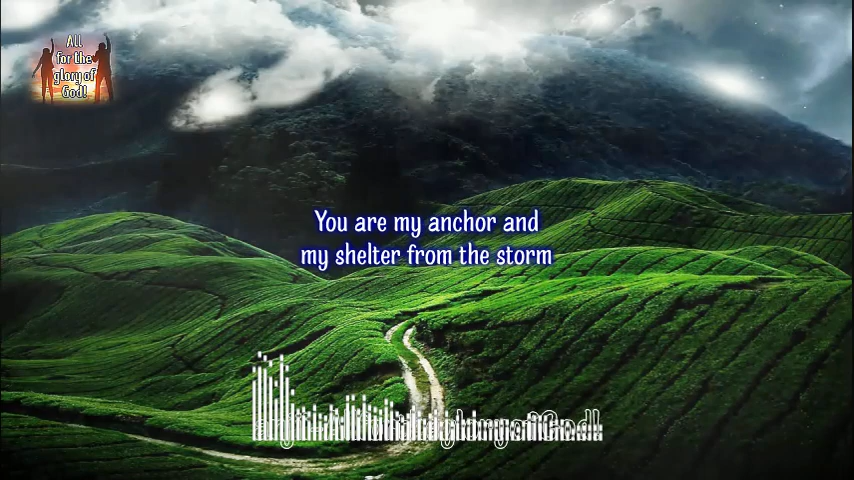 All
for the
glory of
God!
You are my anchor and
my shelter from the storm